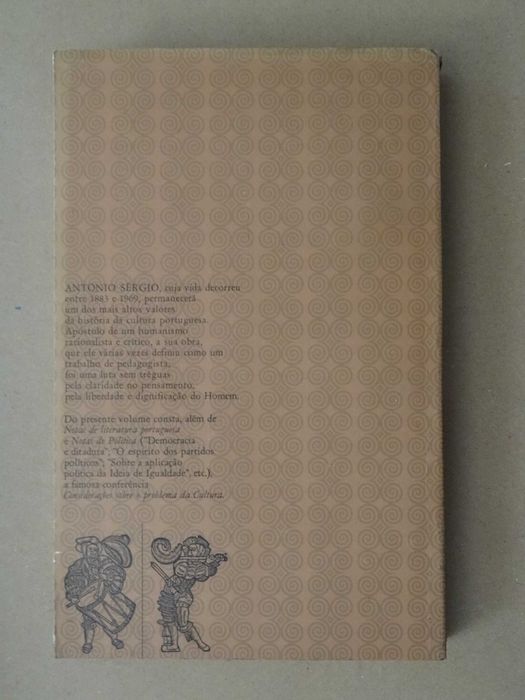 ANTONIO SÉRGIO, cuja vida decorreu
entre 1883 e 1969, permanecerá
um dos mais altos valores
da história da cultura portuguesa.
Apóstolo de um humanismo
racionalista e crítico, a sua obra,
que ele várias vezes definiu como um
trabalho de pedagogista,
foi uma luta sem tréguas
pela claridade no pensamento,
pela liberdade e dignificação do Homem.
Do presente volume consta, além de
Notas de literatura portuguesa
e Notas de Política ("Democracia
e ditadura"; "O espírito dos partidos
políticos"; "Sobre a aplicação
política da Ideia de Igualdade", etc.),
a famosa conferência
Considerações sobre o problema da Cultura.